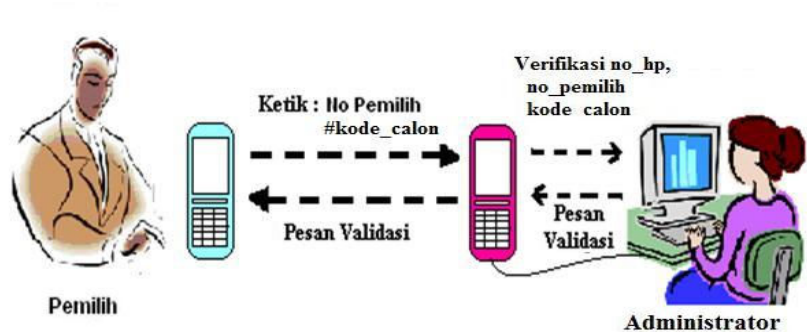 Verifikasi no_hp,
no_pemilih
kode calon
Ketik : No Pemilih
#kode_calon
Pesan Validasi
Pesan
Validasi
Pemilih
Administrator